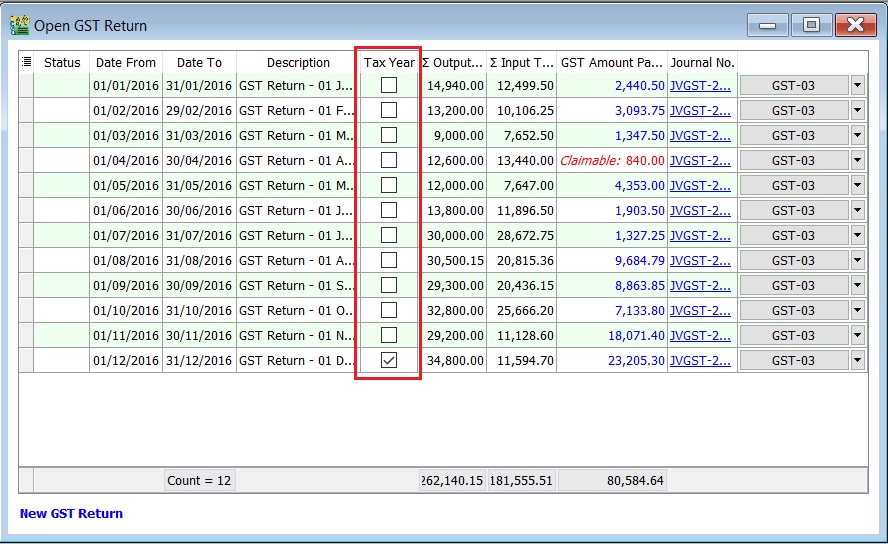 Open GST Return
Status Date From Date To Description Tax Year Σ Output... Σ Input T... GST Amount Pa... Journal No.
01/01/2016 31/01/2016 GST Return - 01 J... 14,940.00 12,499.50 2,440.50 JVGST-2... GST-03
01/02/2016 29/02/2016 GST Return - 01 F... 13,200.00 10,106.25 3,093.75 JVGST-2... GST-03
01/03/2016 31/03/2016 GST Return - 01 M... 9,000.00 7,652.50 1,347.50 JVGST-2... GST-03
01/04/2016 30/04/2016 GST Return - 01 A... 12,600.00 13,440.00 Claimable: 840.00 JVGST-2... GST-03
01/05/2016 31/05/2016 GST Return - 01 M... 12,000.00 7,647.00 4,353.00 JVGST-2... GST-03
01/06/2016 30/06/2016 GST Return - 01 J... 13,800.00 11,896.50 1,903.50 JVGST-2... GST-03
01/07/2016 31/07/2016 GST Return - 01 J... 30,000.00 28,672.75 1,327.25 JVGST-2... GST-03
01/08/2016 31/08/2016 GST Return - 01 A... 30,500.15 20,815.36 9,684.79 JVGST-2... GST-03
01/09/2016 30/09/2016 GST Return - 01 S... 29,300.00 20,436.15 8,863.85 JVGST-2... GST-03
01/10/2016 31/10/2016 GST Return - 01 O... 32,800.00 25,666.20 7,133.80 JVGST-2... GST-03
01/11/2016 30/11/2016 GST Return - 01 N... 29,200.00 11,128.60 18,071.40 JVGST-2... GST-03
01/12/2016 31/12/2016 GST Return - 01 D... 34,800.00 11,594.70 23,205.30 JVGST-2... GST-03
Count = 12 262,140.15 181,555.51 80,584.64
New GST Return